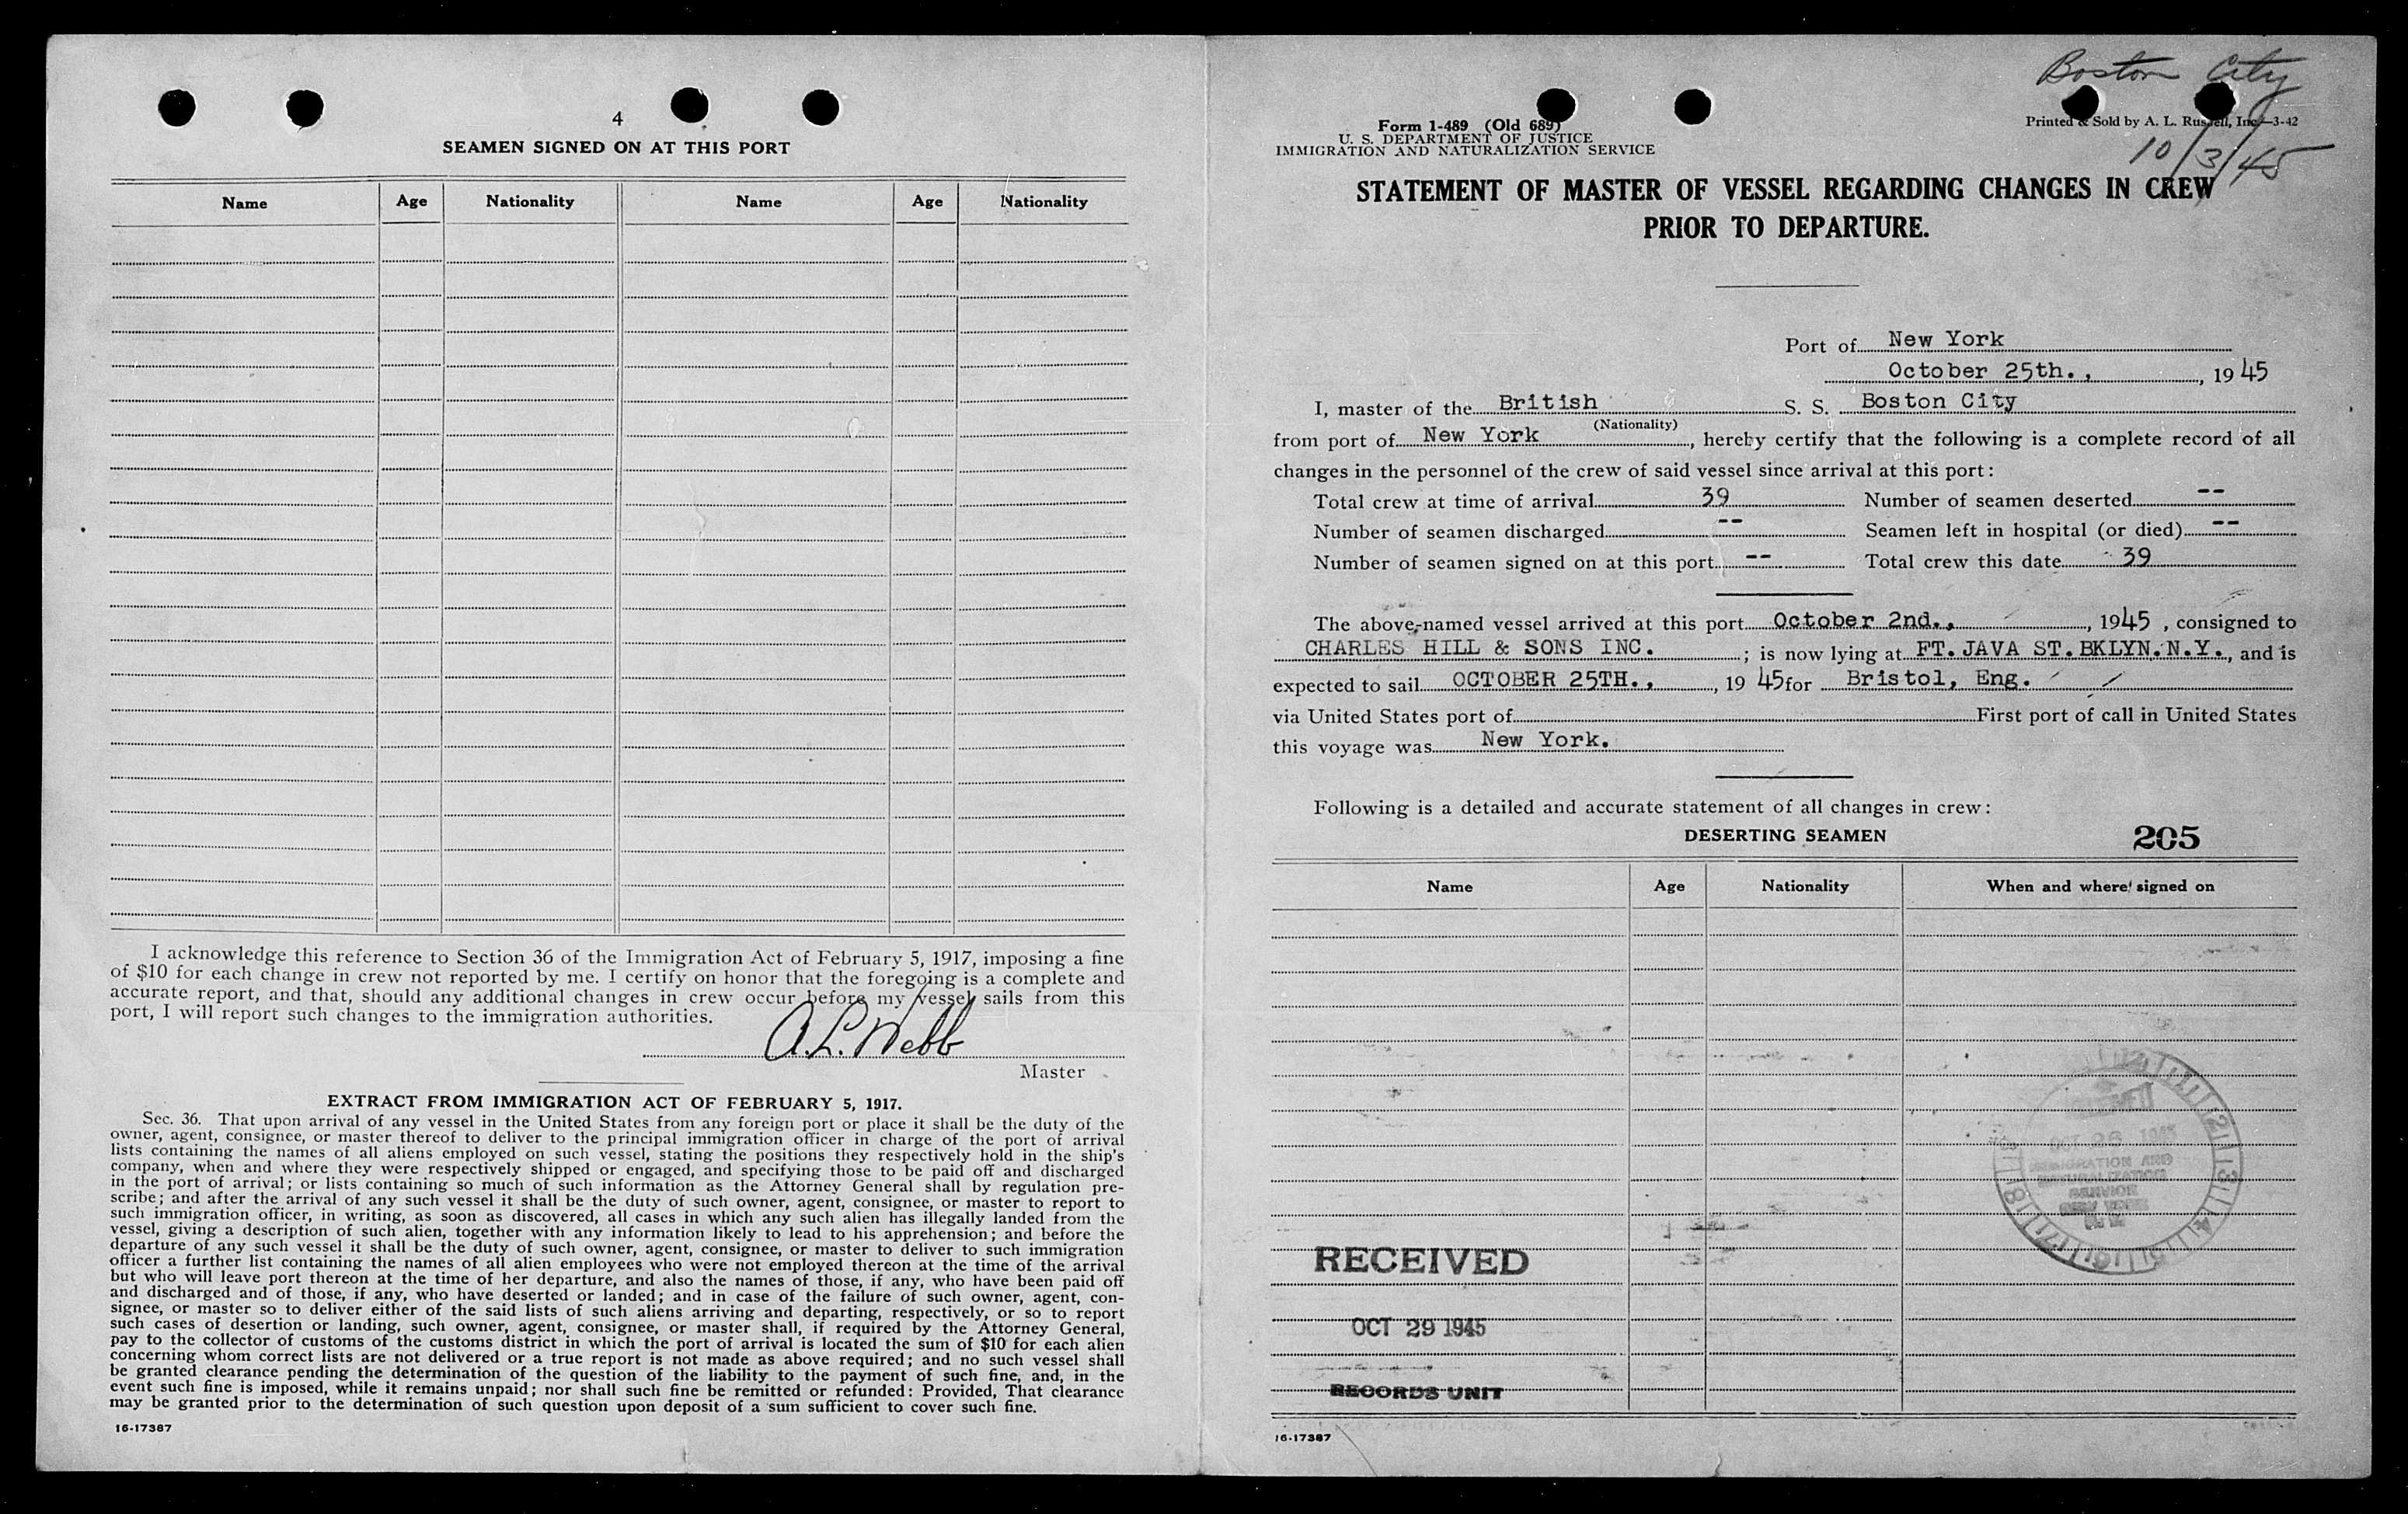 4
SEAMEN SIGNED ON AT THIS PORT
Name Age Nationality Name Age Nationality
I acknowledge this reference to Section 36 of the Immigration Act of February 5, 1917, imposing a fine
of $10 for each change in crew not reported by me. I certify on honor that the foregoing is a complete and
accurate report, and that, should any additional changes in crew occur before my vessel sails from this
port, I will report such changes to the immigration authorities.
A. L. Webb
Master
EXTRACT FROM IMMIGRATION ACT OF FEBRUARY 5, 1917.
Sec. 36. That upon arrival of any vessel in the United States from any foreign port or place it shall be the duty of the
owner, agent, consignee, or master thereof to deliver to the principal immigration officer in charge of the port of arrival
lists containing the names of all aliens employed on such vessel, stating the positions they respectively hold in the ship's
company, when and where they were respectively shipped or engaged, and specifying those to be paid off and discharged
in the port of arrival; or lists containing so much of such information as the Attorney General shall by regulation pre-
scribe; and after the arrival of any such vessel it shall be the duty of such owner, agent, consignee, or master to report to
such immigration officer, in writing, as soon as discovered, all cases in which any such alien has illegally landed from the
vessel, giving a description of such alien, together with any information likely to lead to his apprehension; and before the
departure of any such vessel it shall be the duty of such owner, agent, consignee, or master to deliver to such immigration
officer a further list containing the names of all alien employees who were not employed thereon at the time of the arrival
but who will leave port thereon at the time of her departure, and also the names of those, if any, who have been paid off
and discharged and of those, if any, who have deserted or landed; and in case of the failure of such owner, agent, con-
signee, or master so to deliver either of the said lists of such aliens arriving and departing, respectively, or so to report
such cases of desertion or landing, such owner, agent, consignee, or master shall, if required by the Attorney General,
pay to the collector of customs of the customs district in which the port of arrival is located the sum of $10 for each alien
concerning whom correct lists are not delivered or a true report is not made as above required; and no such vessel shall
be granted clearance pending the determination of the question of the liability to the payment of such fine, and, in the
event such fine is imposed, while it remains unpaid; nor shall such fine be remitted or refunded: Provided, That clearance
may be granted prior to the determination of such question upon deposit of a sum sufficient to cover such fine.
16-17387
Boston City
10/3/45
Form 1-489 (Old 689)
U. S. DEPARTMENT OF JUSTICE
IMMIGRATION AND NATURALIZATION SERVICE
Printed & Sold by A. L. Russell, Inc.—3-42
STATEMENT OF MASTER OF VESSEL REGARDING CHANGES IN CREW
PRIOR TO DEPARTURE.
Port of New York
October 25th., , 1945
I, master of the British S. S. Boston City
(Nationality)
from port of New York , hereby certify that the following is a complete record of all
changes in the personnel of the crew of said vessel since arrival at this port:
Total crew at time of arrival 39 Number of seamen deserted --
Number of seamen discharged -- Seamen left in hospital (or died) --
Number of seamen signed on at this port -- Total crew this date 39
The above-named vessel arrived at this port October 2nd., , 1945 , consigned to
CHARLES HILL & SONS INC. ; is now lying at FT. JAVA ST. BKLYN. N.Y. , and is
expected to sail OCTOBER 25TH., , 1945 for Bristol, Eng.
via United States port of First port of call in United States
this voyage was New York.
Following is a detailed and accurate statement of all changes in crew:
DESERTING SEAMEN 205
Name Age Nationality When and where signed on
OCT 26 1945
IMMIGRATION AND
NATURALIZATION
SERVICE
RECEIVED
OCT 29 1945
RECORDS UNIT
16-17387